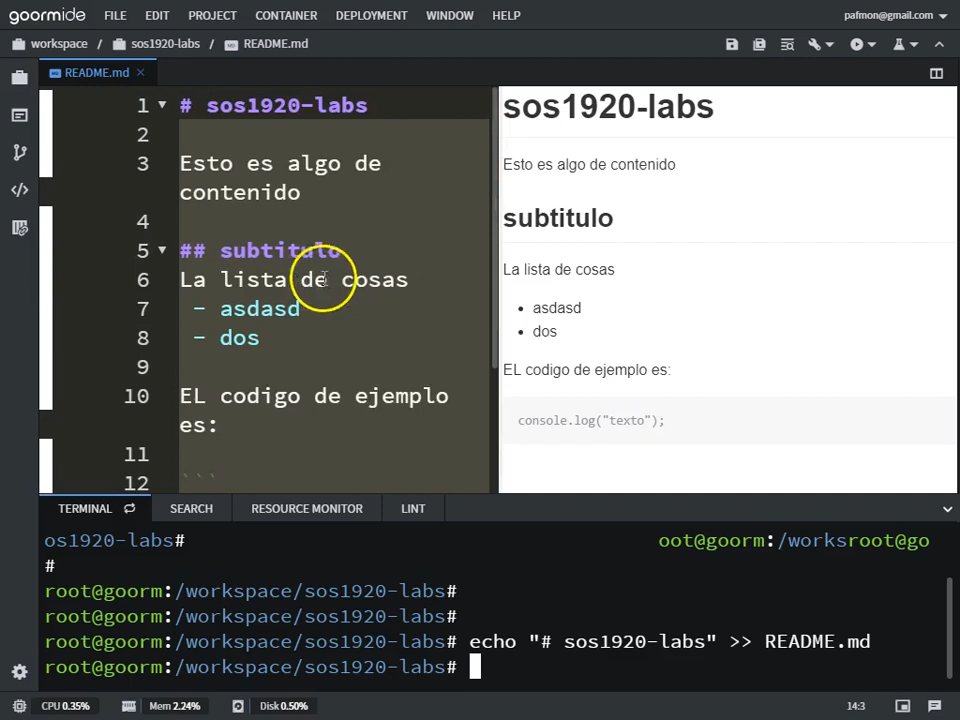 goormide FILE EDIT PROJECT CONTAINER DEPLOYMENT WINDOW HELP pafmon@gmail.com
workspace / sos1920-labs / README.md
README.md
1 # sos1920-labs
2
3 Esto es algo de
contenido
4
5 ## subtitulo
6 La lista de cosas
7 - asdasd
8 - dos
9
10 EL codigo de ejemplo
es:
11
12 ```
sos1920-labs
Esto es algo de contenido
subtitulo
La lista de cosas
• asdasd
• dos
EL codigo de ejemplo es:
console.log("texto");
TERMINAL SEARCH RESOURCE MONITOR LINT
os1920-labs# oot@goorm:/worksroot@go
#
root@goorm:/workspace/sos1920-labs#
root@goorm:/workspace/sos1920-labs#
root@goorm:/workspace/sos1920-labs# echo "# sos1920-labs" >> README.md
root@goorm:/workspace/sos1920-labs#
CPU 0.35% Mem 2.24% Disk 0.50% 14:3